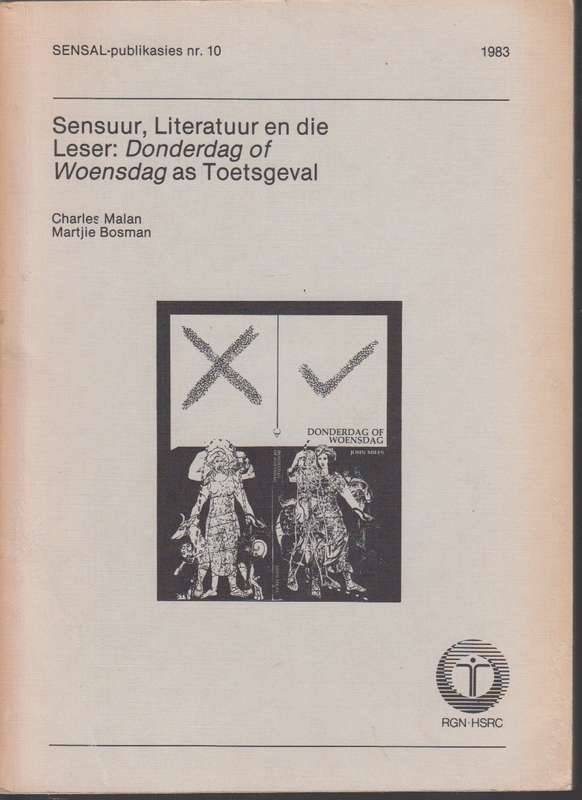 SENSAL-publikasies nr. 10
1983
Sensuur, Literatuur en die
Leser: Donderdag of
Woensdag as Toetsgeval
Charles Malan
Martjie Bosman
DONDERDAG OF
WOENSDAG
JOHN MILES
RGN·HSRC